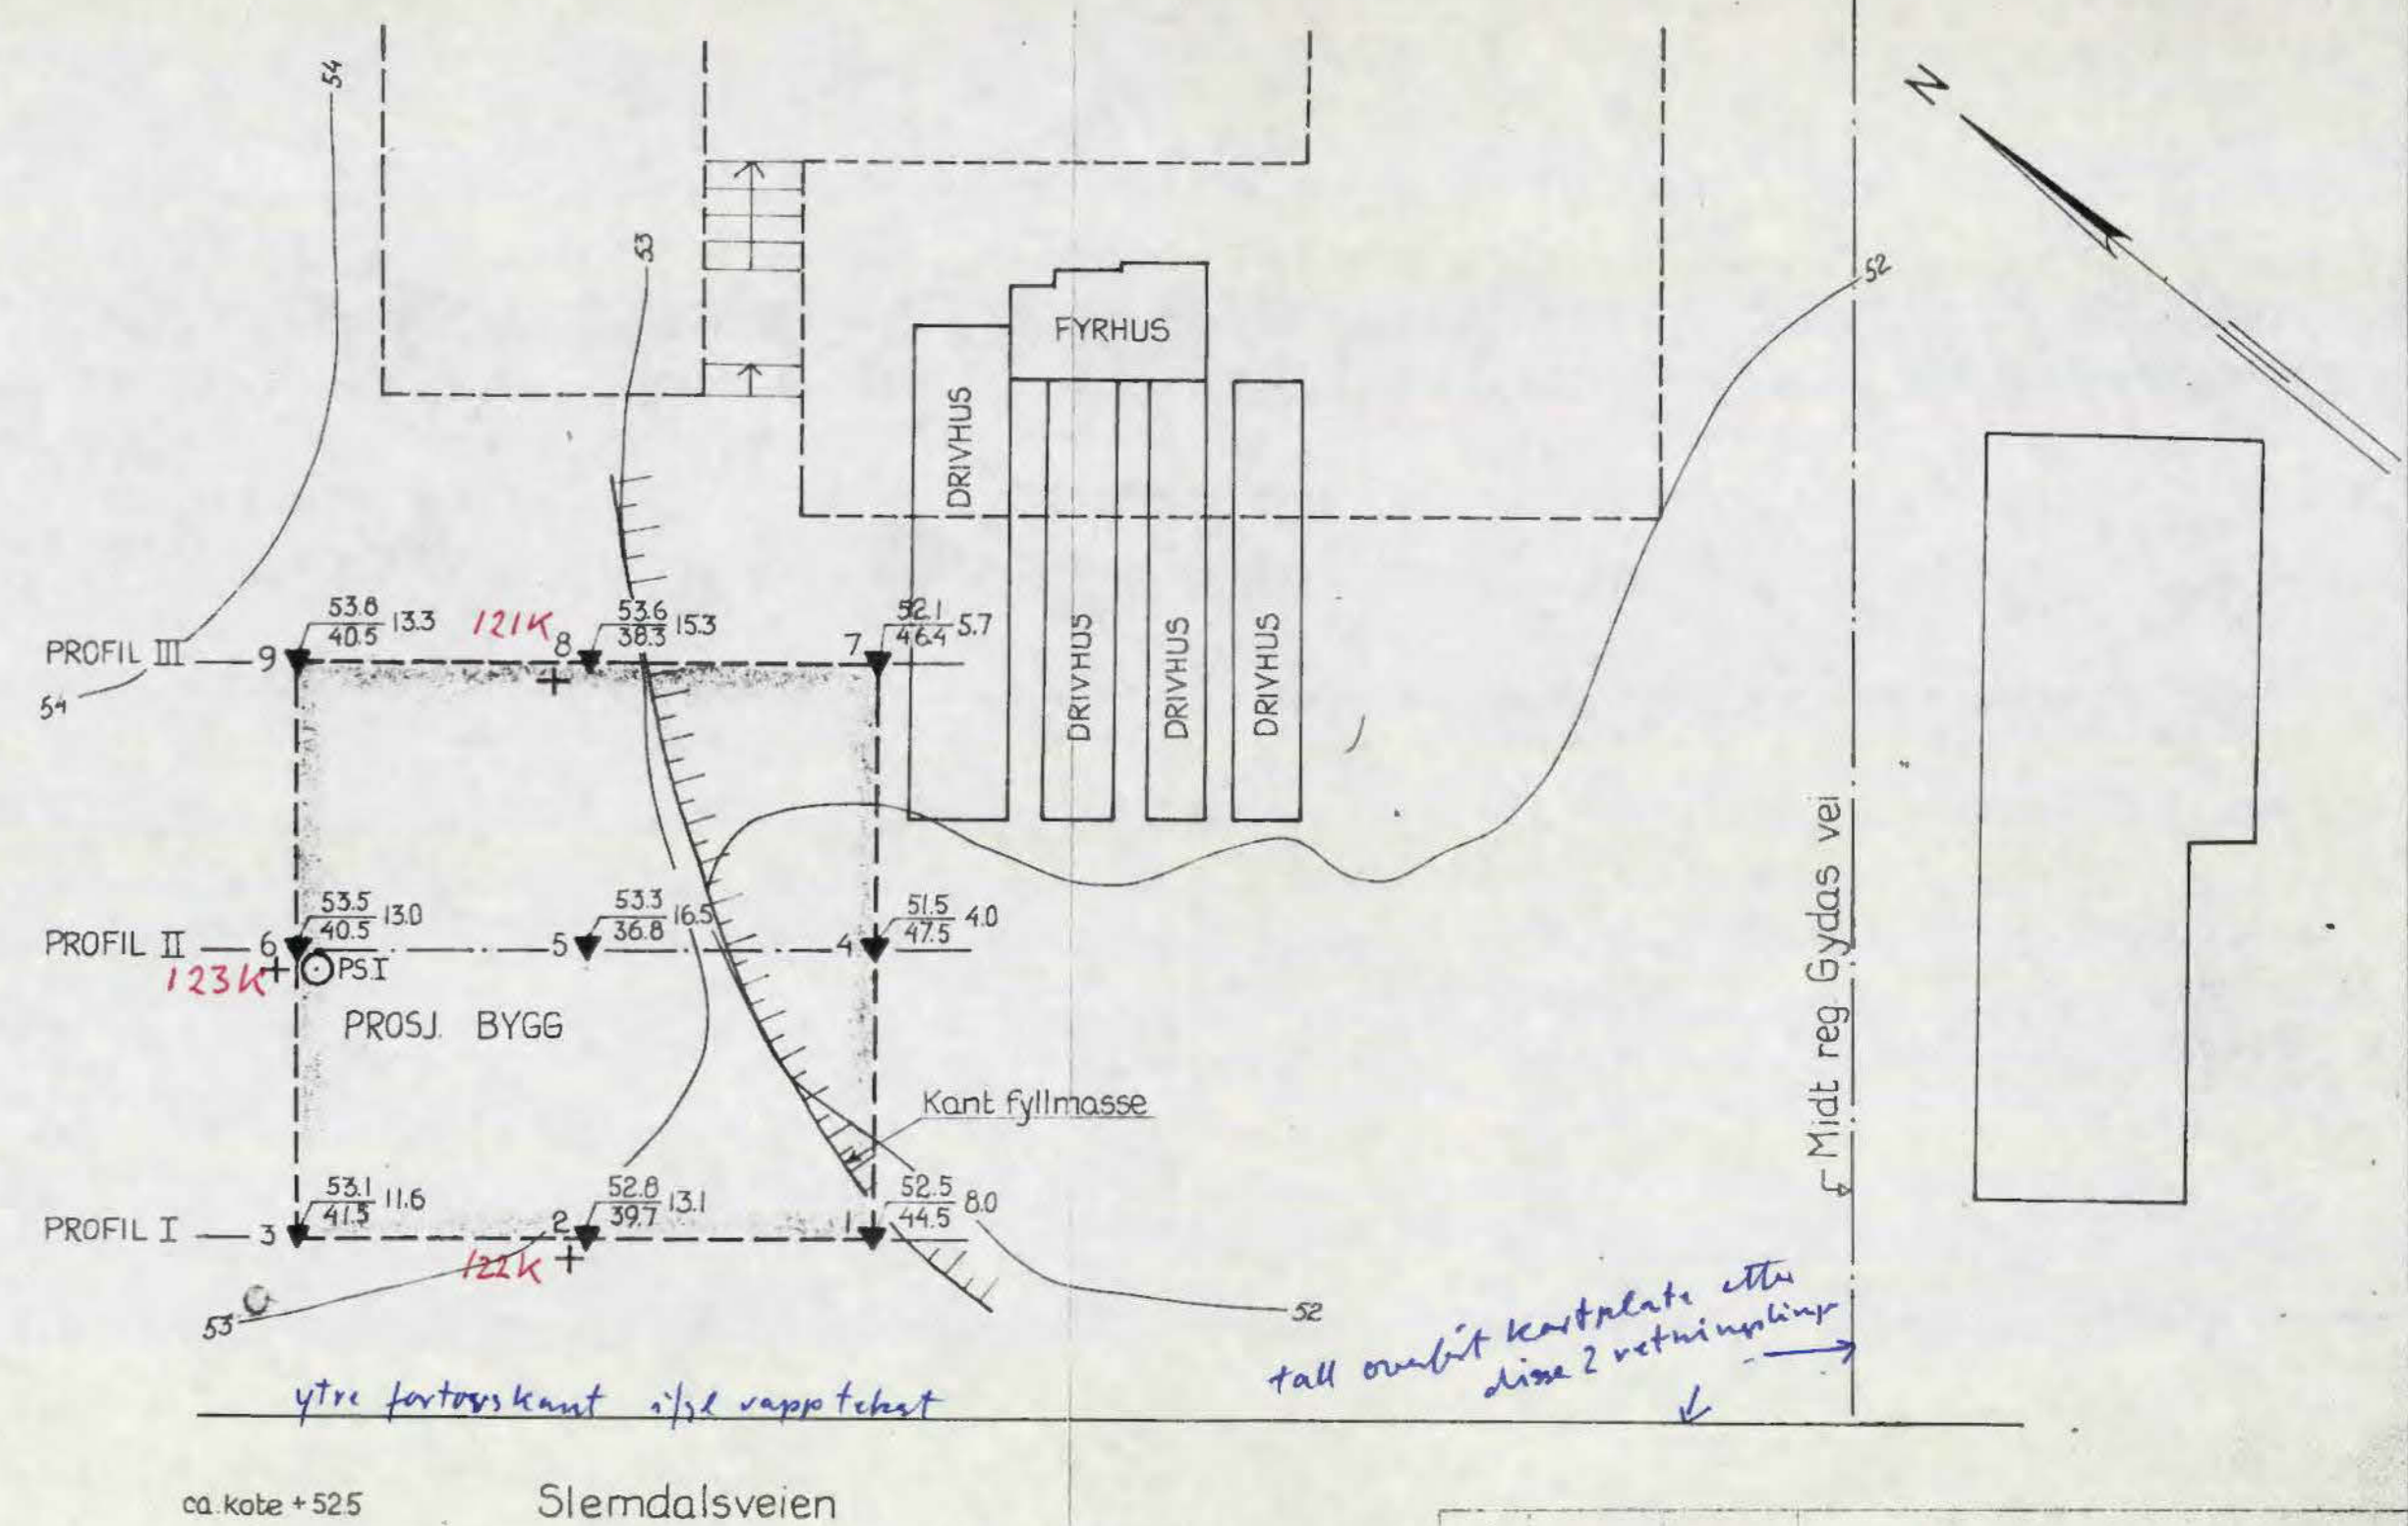 54
N
53
52
FYRHUS
DRIVHUS
DRIVHUS
DRIVHUS
DRIVHUS
PROFIL III
9
53.8
40.5
13.3
121K
8
53.6
38.3
15.3
7
52.1
46.4
5.7
54
PROFIL II
6
53.5
40.5
13.0
5
53.3
36.8
16.5
4
51.5
47.5
4.0
123K
PS.I
PROSJ. BYGG
Midt reg Gydas vei
Kant fyllmasse
PROFIL I
3
53.1
41.5
11.6
2
52.8
39.7
13.1
1
52.5
44.5
8.0
122K
53
52
tall overført kartplate etter
disse 2 retningslinjer
ytre fortauskant i/fl rapp tekst
ca. kote + 52.5
Slemdalsveien